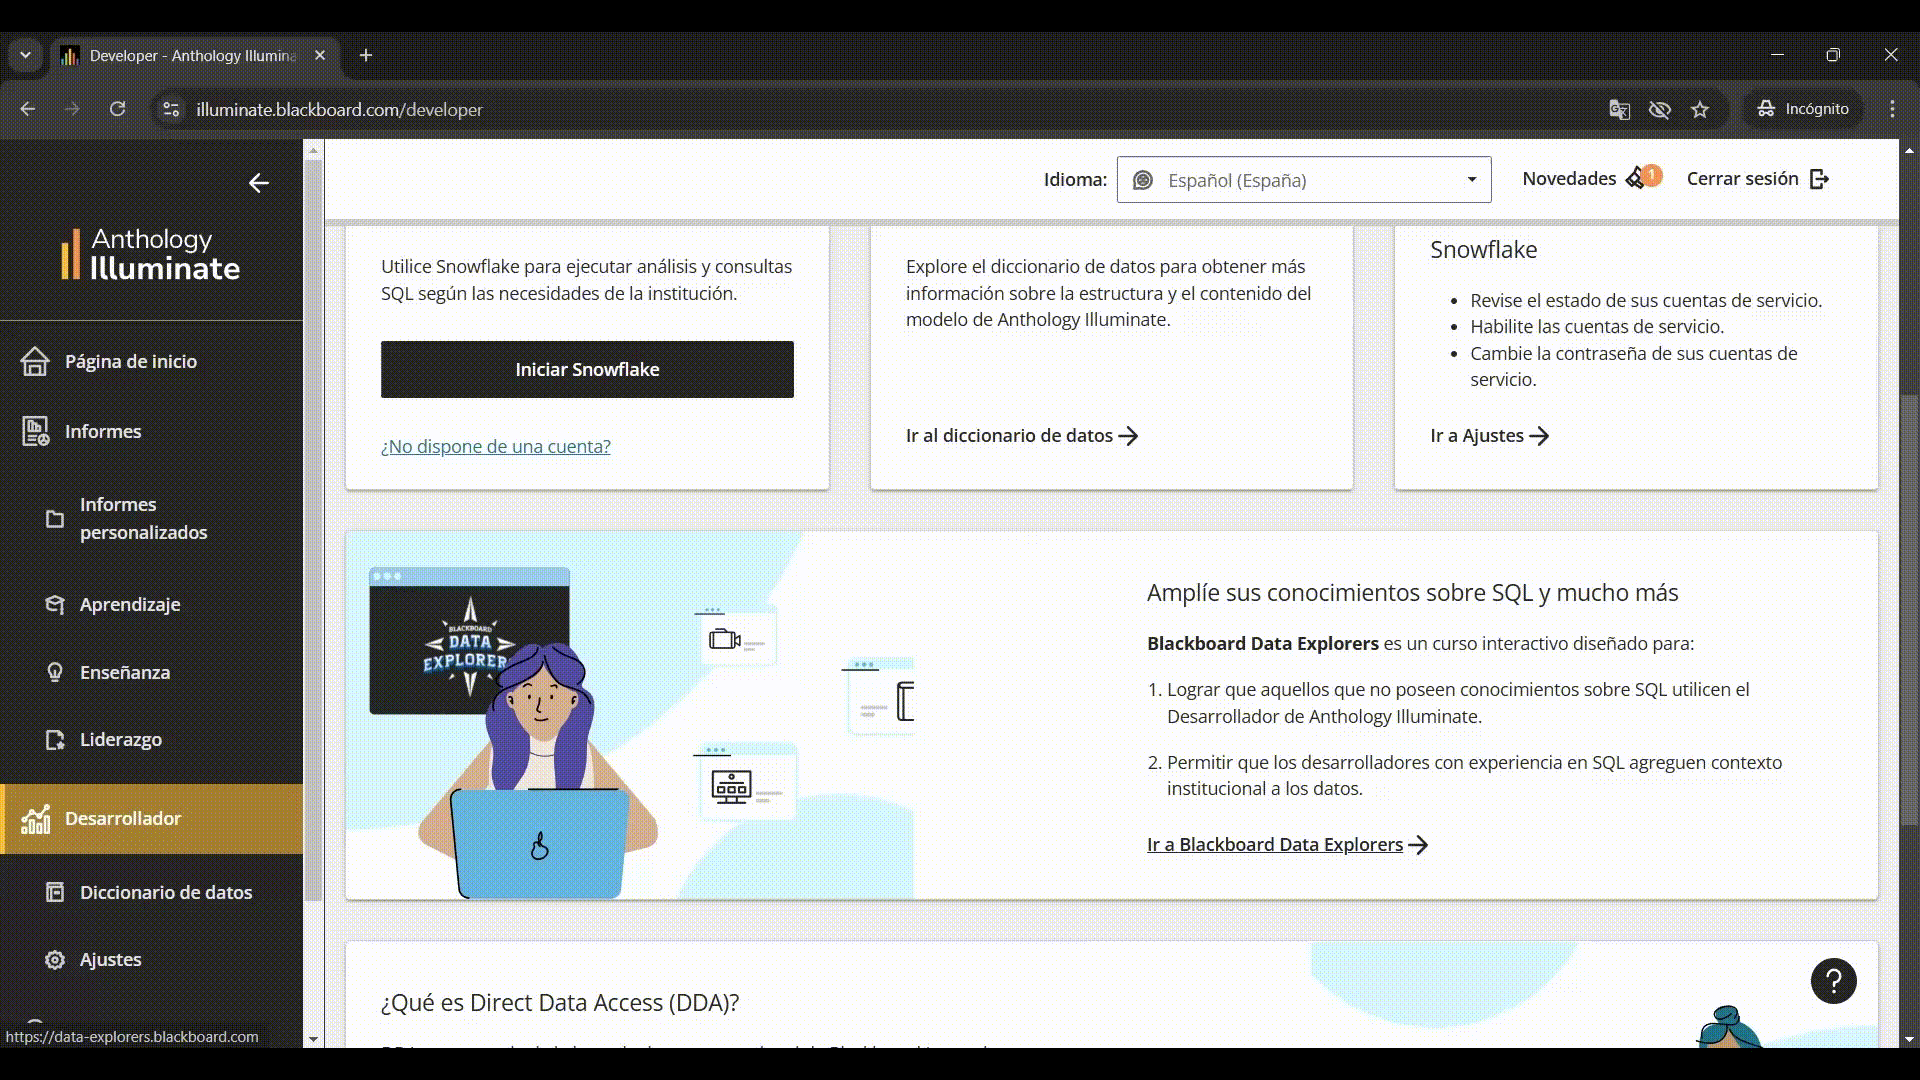 Developer - Anthology Illumina
illuminate.blackboard.com/developer
Incógnito
Anthology
Illuminate
Página de inicio
Informes
Informes
personalizados
Aprendizaje
Enseñanza
Liderazgo
Desarrollador
Diccionario de datos
Ajustes
https://data-explorers.blackboard.com
Idioma:
Español (España)
Novedades
1
Cerrar sesión
Utilice Snowflake para ejecutar análisis y consultas
SQL según las necesidades de la institución.
Iniciar Snowflake
¿No dispone de una cuenta?
Explore el diccionario de datos para obtener más
información sobre la estructura y el contenido del
modelo de Anthology Illuminate.
Ir al diccionario de datos
Snowflake
• Revise el estado de sus cuentas de servicio.
• Habilite las cuentas de servicio.
• Cambie la contraseña de sus cuentas de
servicio.
Ir a Ajustes
BLACKBOARD
DATA
EXPLORER
Amplíe sus conocimientos sobre SQL y mucho más
Blackboard Data Explorers es un curso interactivo diseñado para:
1. Lograr que aquellos que no poseen conocimientos sobre SQL utilicen el
Desarrollador de Anthology Illuminate.
2. Permitir que los desarrolladores con experiencia en SQL agreguen contexto
institucional a los datos.
Ir a Blackboard Data Explorers
¿Qué es Direct Data Access (DDA)?
?